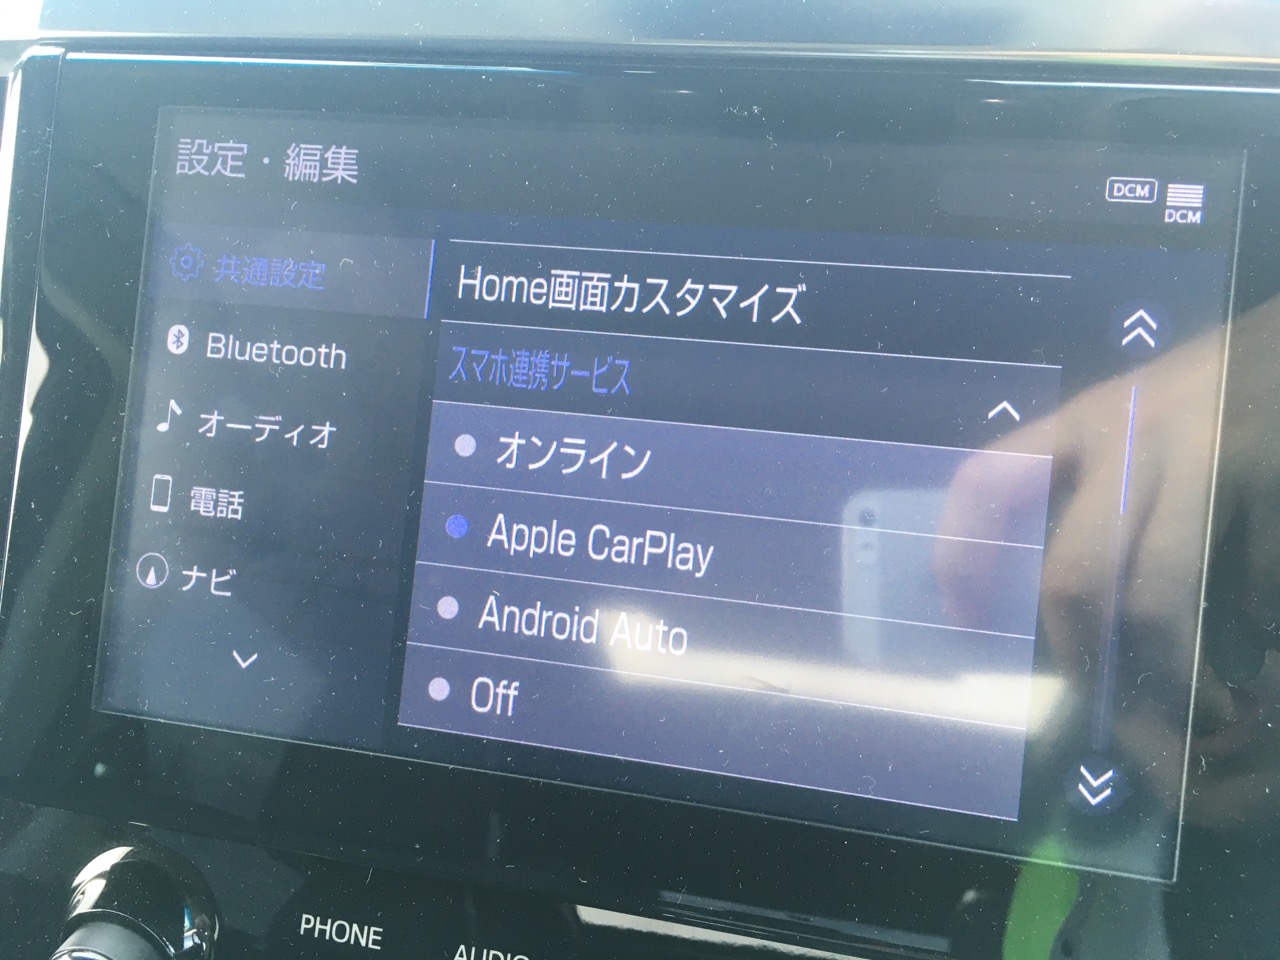 設定・編集
DCM
DCM
共通設定
Bluetooth
オーディオ
電話
ナビ
Home画面カスタマイズ
スマホ連携サービス
オンライン
Apple CarPlay
Android Auto
Off
PHONE
AUDIO